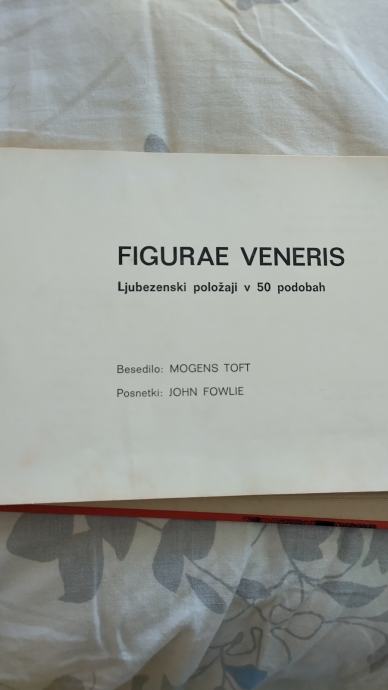 FIGURAE VENERIS
Ljubezenski položaji v 50 podobah
Besedilo: MOGENS TOFT
Posnetki: JOHN FOWLIE